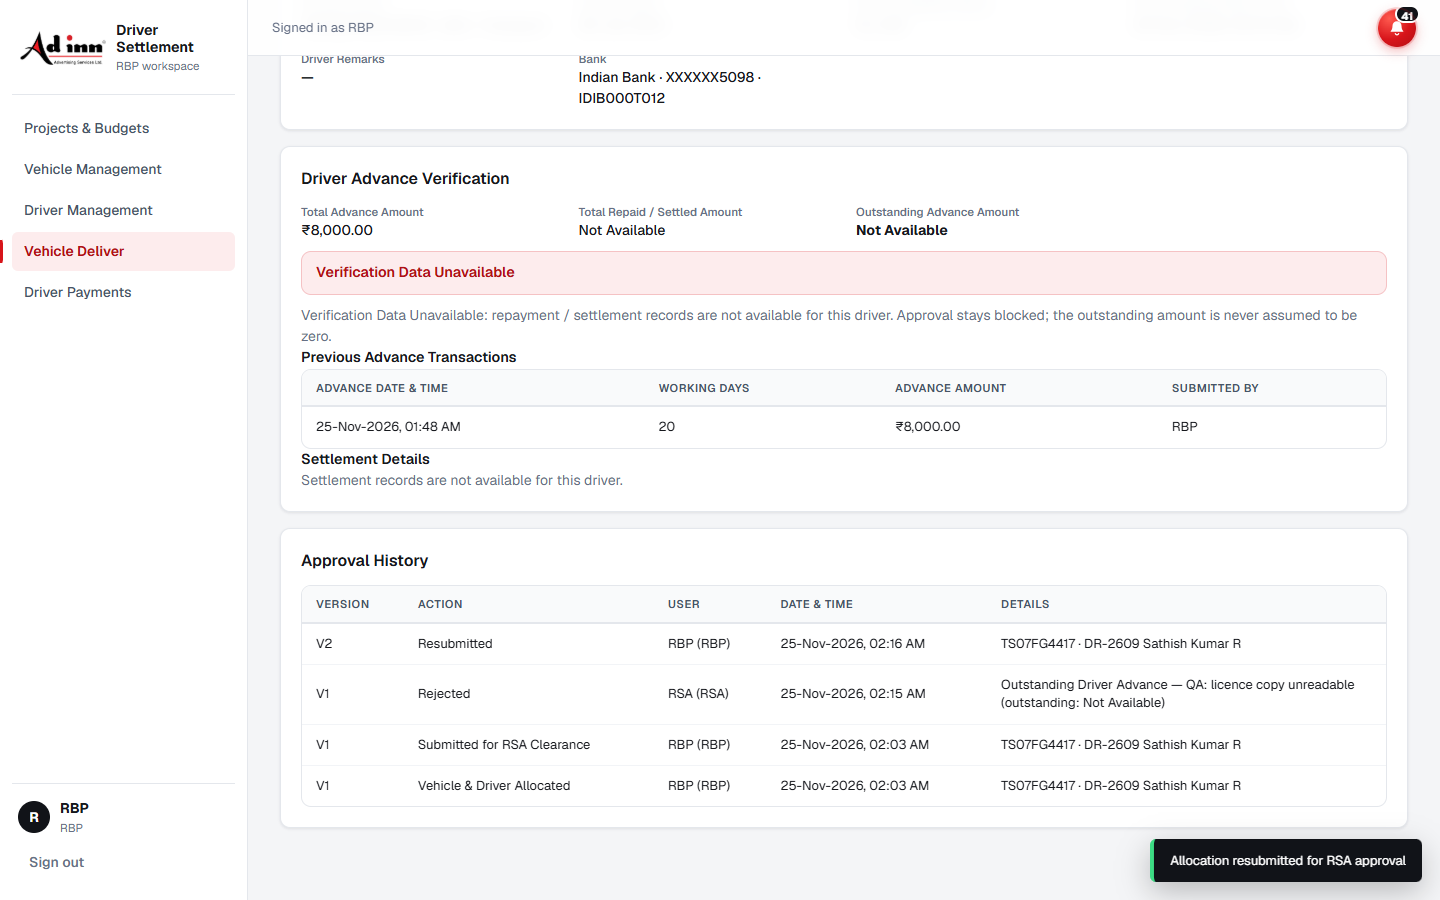 Ad inn
Advertising Services Ltd.
Driver
Settlement
RBP workspace
Projects & Budgets
Vehicle Management
Driver Management
Vehicle Deliver
Driver Payments
R
RBP
RBP
Sign out
Signed in as RBP
41
Driver Remarks
—
Bank
Indian Bank · XXXXXX5098 ·
IDIB000T012
Driver Advance Verification
Total Advance Amount
₹8,000.00
Total Repaid / Settled Amount
Not Available
Outstanding Advance Amount
Not Available
Verification Data Unavailable
Verification Data Unavailable: repayment / settlement records are not available for this driver. Approval stays blocked; the outstanding amount is never assumed to be
zero.
Previous Advance Transactions
ADVANCE DATE & TIME WORKING DAYS ADVANCE AMOUNT SUBMITTED BY
25-Nov-2026, 01:48 AM 20 ₹8,000.00 RBP
Settlement Details
Settlement records are not available for this driver.
Approval History
VERSION ACTION USER DATE & TIME DETAILS
V2 Resubmitted RBP (RBP) 25-Nov-2026, 02:16 AM TS07FG4417 · DR-2609 Sathish Kumar R
V1 Rejected RSA (RSA) 25-Nov-2026, 02:15 AM Outstanding Driver Advance — QA: licence copy unreadable
(outstanding: Not Available)
V1 Submitted for RSA Clearance RBP (RBP) 25-Nov-2026, 02:03 AM TS07FG4417 · DR-2609 Sathish Kumar R
V1 Vehicle & Driver Allocated RBP (RBP) 25-Nov-2026, 02:03 AM TS07FG4417 · DR-2609 Sathish Kumar R
Allocation resubmitted for RSA approval